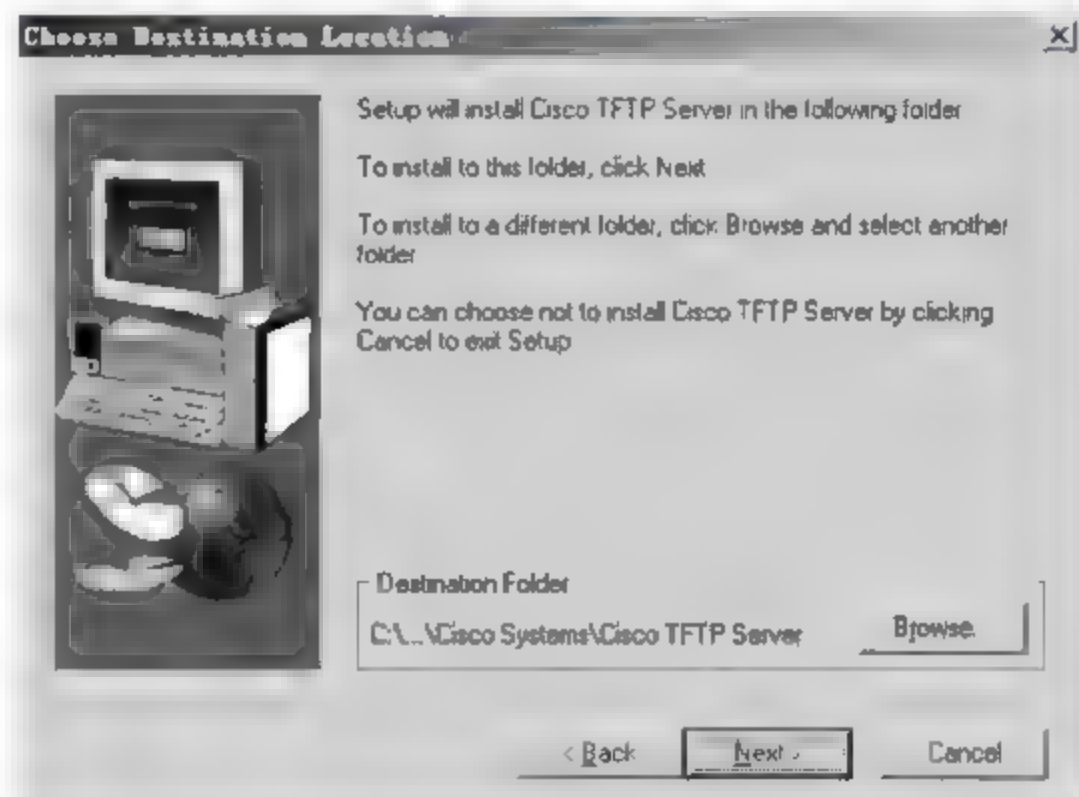 Choose Destination Location
Setup will install Cisco TFTP Server in the following folder
To install to this folder, click Next
To install to a different folder, click Browse and select another
folder
You can choose not to install Cisco TFTP Server by clicking
Cancel to exit Setup
Destination Folder
C:\...\Cisco Systems\Cisco TFTP Server
Browse.
< Back
Next >
Cancel